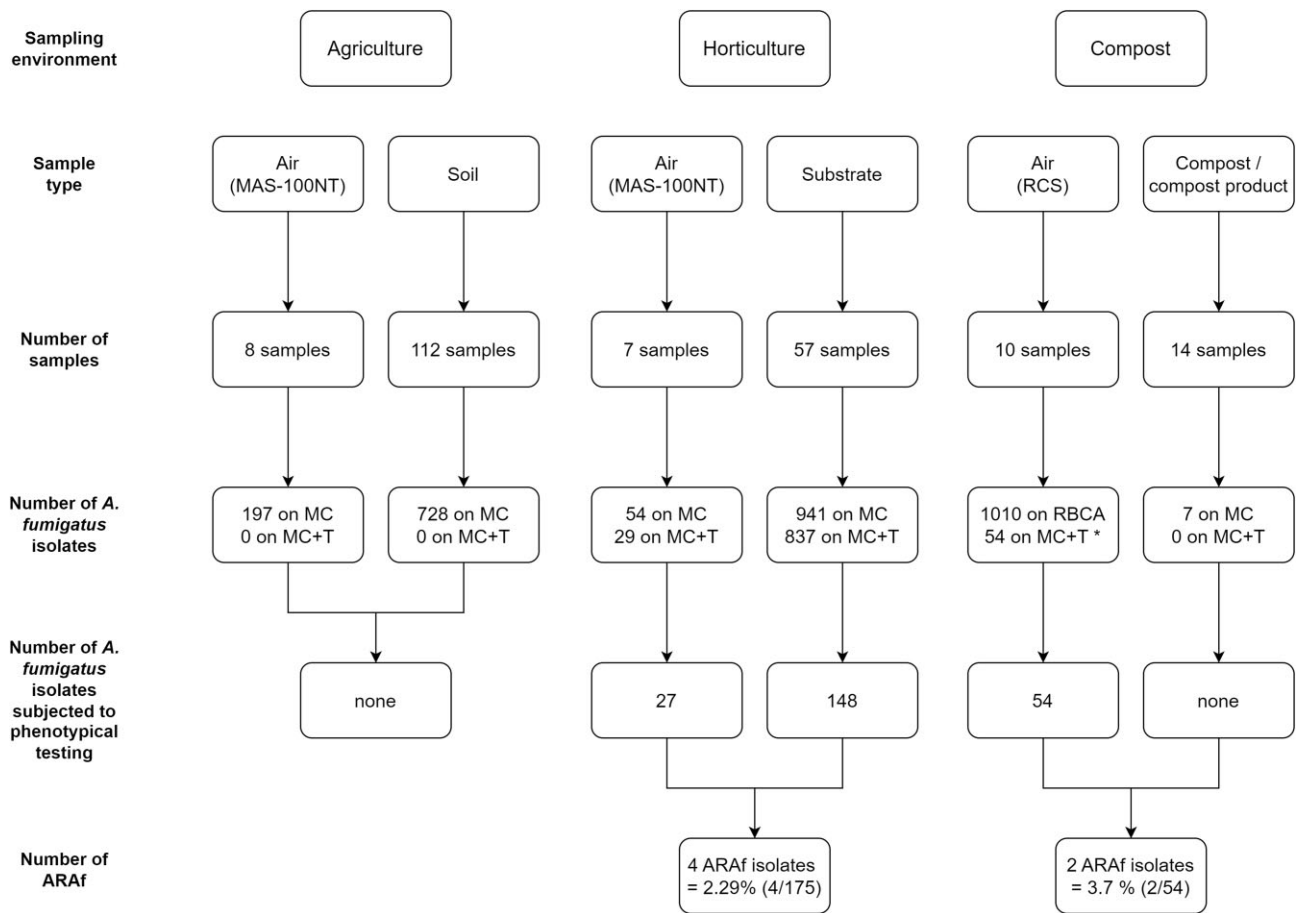 Sampling
environment
Agriculture
Horticulture
Compost
Sample
type
Air
(MAS-100NT)
Soil
Air
(MAS-100NT)
Substrate
Air
(RCS)
Compost /
compost product
Number of
samples
8 samples
112 samples
7 samples
57 samples
10 samples
14 samples
Number of A.
fumigatus
isolates
197 on MC
0 on MC+T
728 on MC
0 on MC+T
54 on MC
29 on MC+T
941 on MC
837 on MC+T
1010 on RBCA
54 on MC+T *
7 on MC
0 on MC+T
Number of A.
fumigatus
isolates
subjected to
phenotypical
testing
none
27
148
54
none
Number of
ARAf
4 ARAf isolates
= 2.29% (4/175)
2 ARAf isolates
= 3.7 % (2/54)